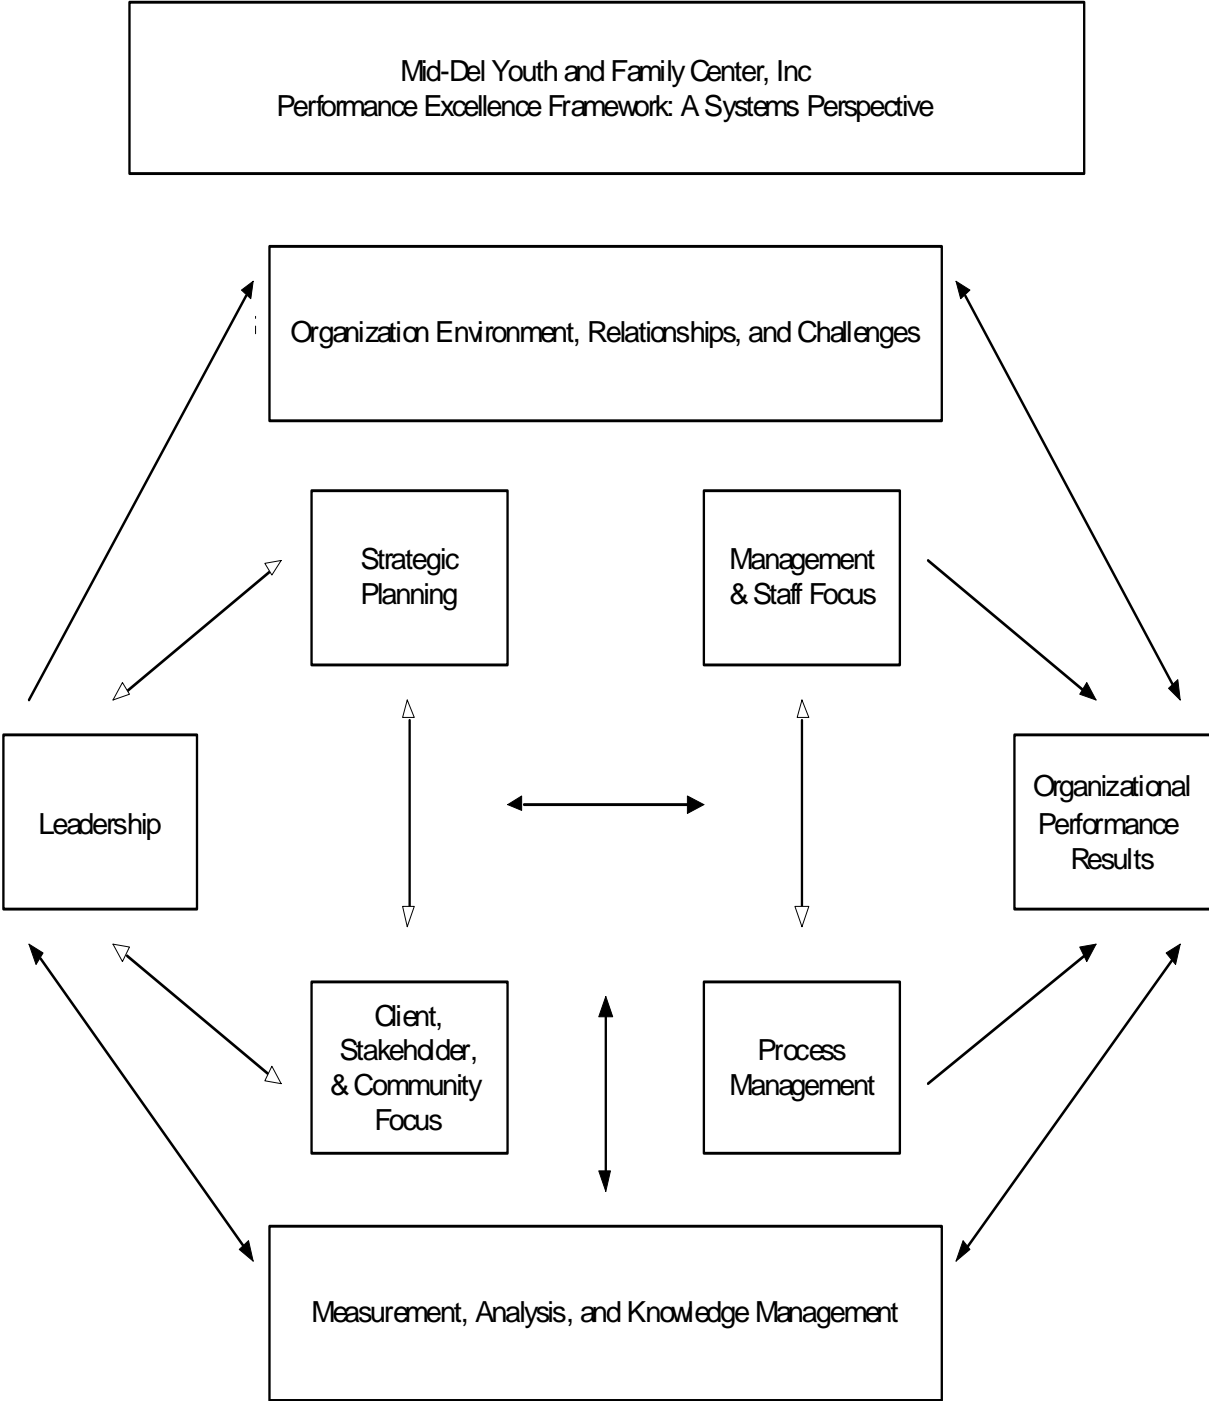 Mid-Del Youth and Family Center, Inc
Performance Excellence Framework: A Systems Perspective
Organization Environment, Relationships, and Challenges
Strategic
Planning
Management
& Staff Focus
Leadership
Organizational
Performance
Results
Client,
Stakeholder,
& Community
Focus
Process
Management
Measurement, Analysis, and Knowledge Management